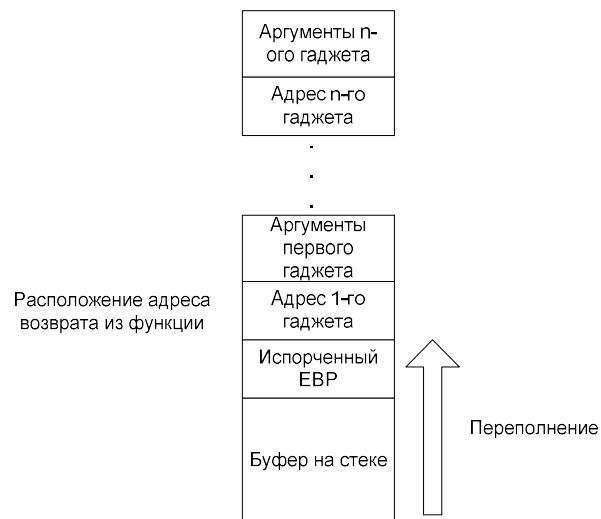 Аргументы n-
ого гаджета
Адрес n-го
гаджета
.
.
.
Аргументы
первого
гаджета
Расположение адреса
возврата из функции
Адрес 1-го
гаджета
Испорченный
EBP
Переполнение
Буфер на стеке